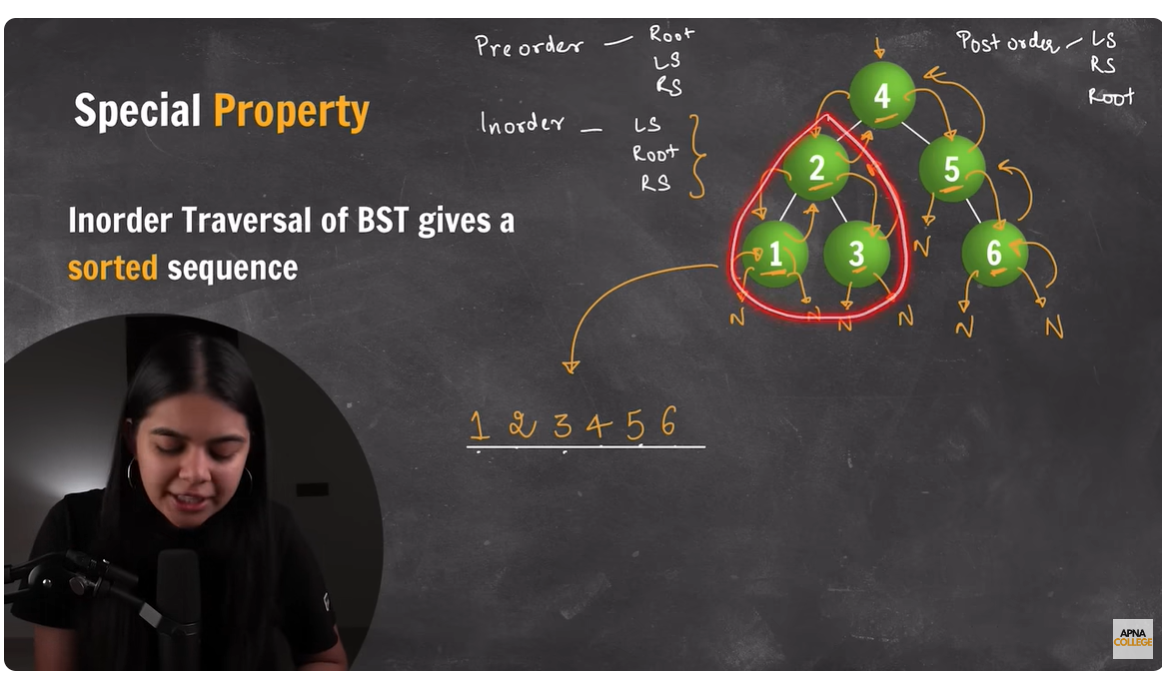 Special Property
Inorder Traversal of BST gives a
sorted sequence
Preorder — Root
LS
RS
Inorder — LS
Root
RS
Post order — LS
RS
Root
4
2 5
1 3 6
N
N N N N N N
1 2 3 4 5 6
APNA
COLLEGE